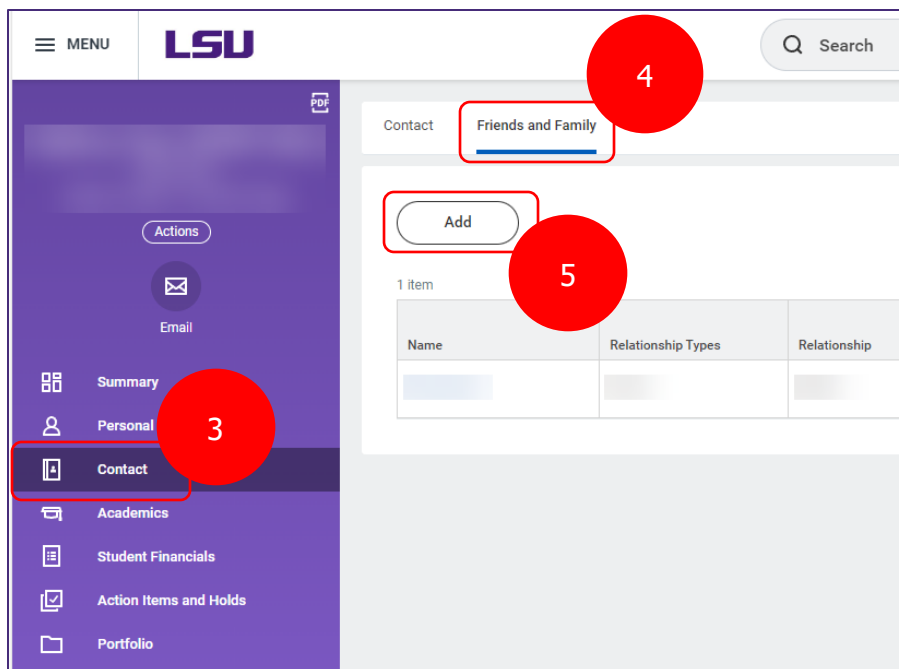 MENU
LSU
Search
4
PDF
Contact
Friends and Family
Add
5
Actions
1 item
Email
Name
Relationship Types
Relationship
Summary
Personal
3
Contact
Academics
Student Financials
Action Items and Holds
Portfolio